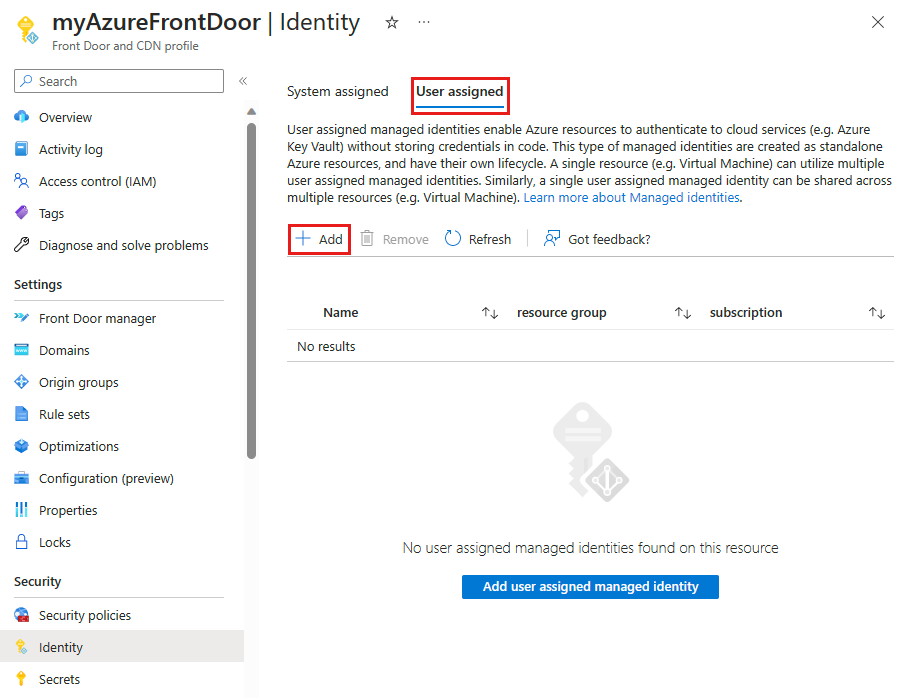 myAzureFrontDoor | Identity
Front Door and CDN profile
Search
Overview
Activity log
Access control (IAM)
Tags
Diagnose and solve problems
Settings
Front Door manager
Domains
Origin groups
Rule sets
Optimizations
Configuration (preview)
Properties
Locks
Security
Security policies
Identity
Secrets
System assigned User assigned
User assigned managed identities enable Azure resources to authenticate to cloud services (e.g. Azure
Key Vault) without storing credentials in code. This type of managed identities are created as standalone
Azure resources, and have their own lifecycle. A single resource (e.g. Virtual Machine) can utilize multiple
user assigned managed identities. Similarly, a single user assigned managed identity can be shared across
multiple resources (e.g. Virtual Machine). Learn more about Managed identities.
Add Remove Refresh Got feedback?
Name resource group subscription
No results
No user assigned managed identities found on this resource
Add user assigned managed identity